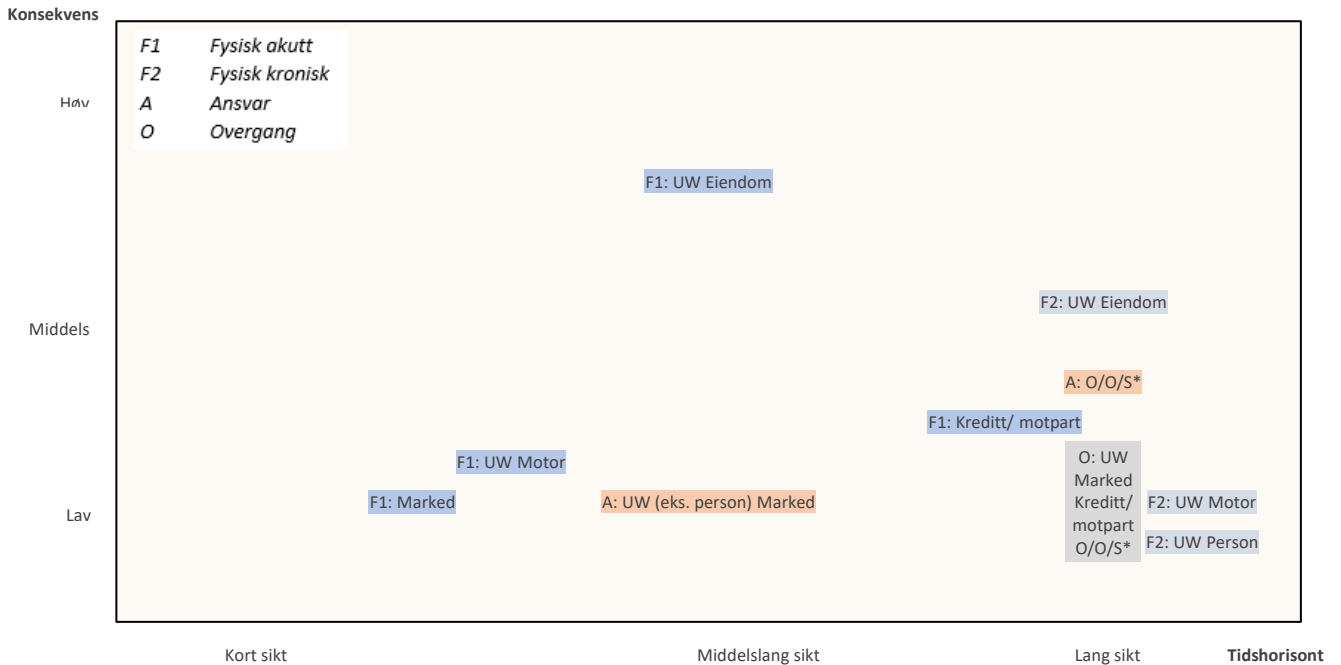 Konsekvens
F1 Fysisk akutt
F2 Fysisk kronisk
A Ansvar
O Overgang
Høy
F1: UW Eiendom
F2: UW Eiendom
Middels
A: O/O/S*
F1: Kreditt/ motpart
F1: UW Motor
O: UW
Marked
Kreditt/
motpart
O/O/S*
F1: Marked
A: UW (eks. person) Marked
F2: UW Motor
Lav
F2: UW Person
Kort sikt
Middelslang sikt
Lang sikt
Tidshorisont